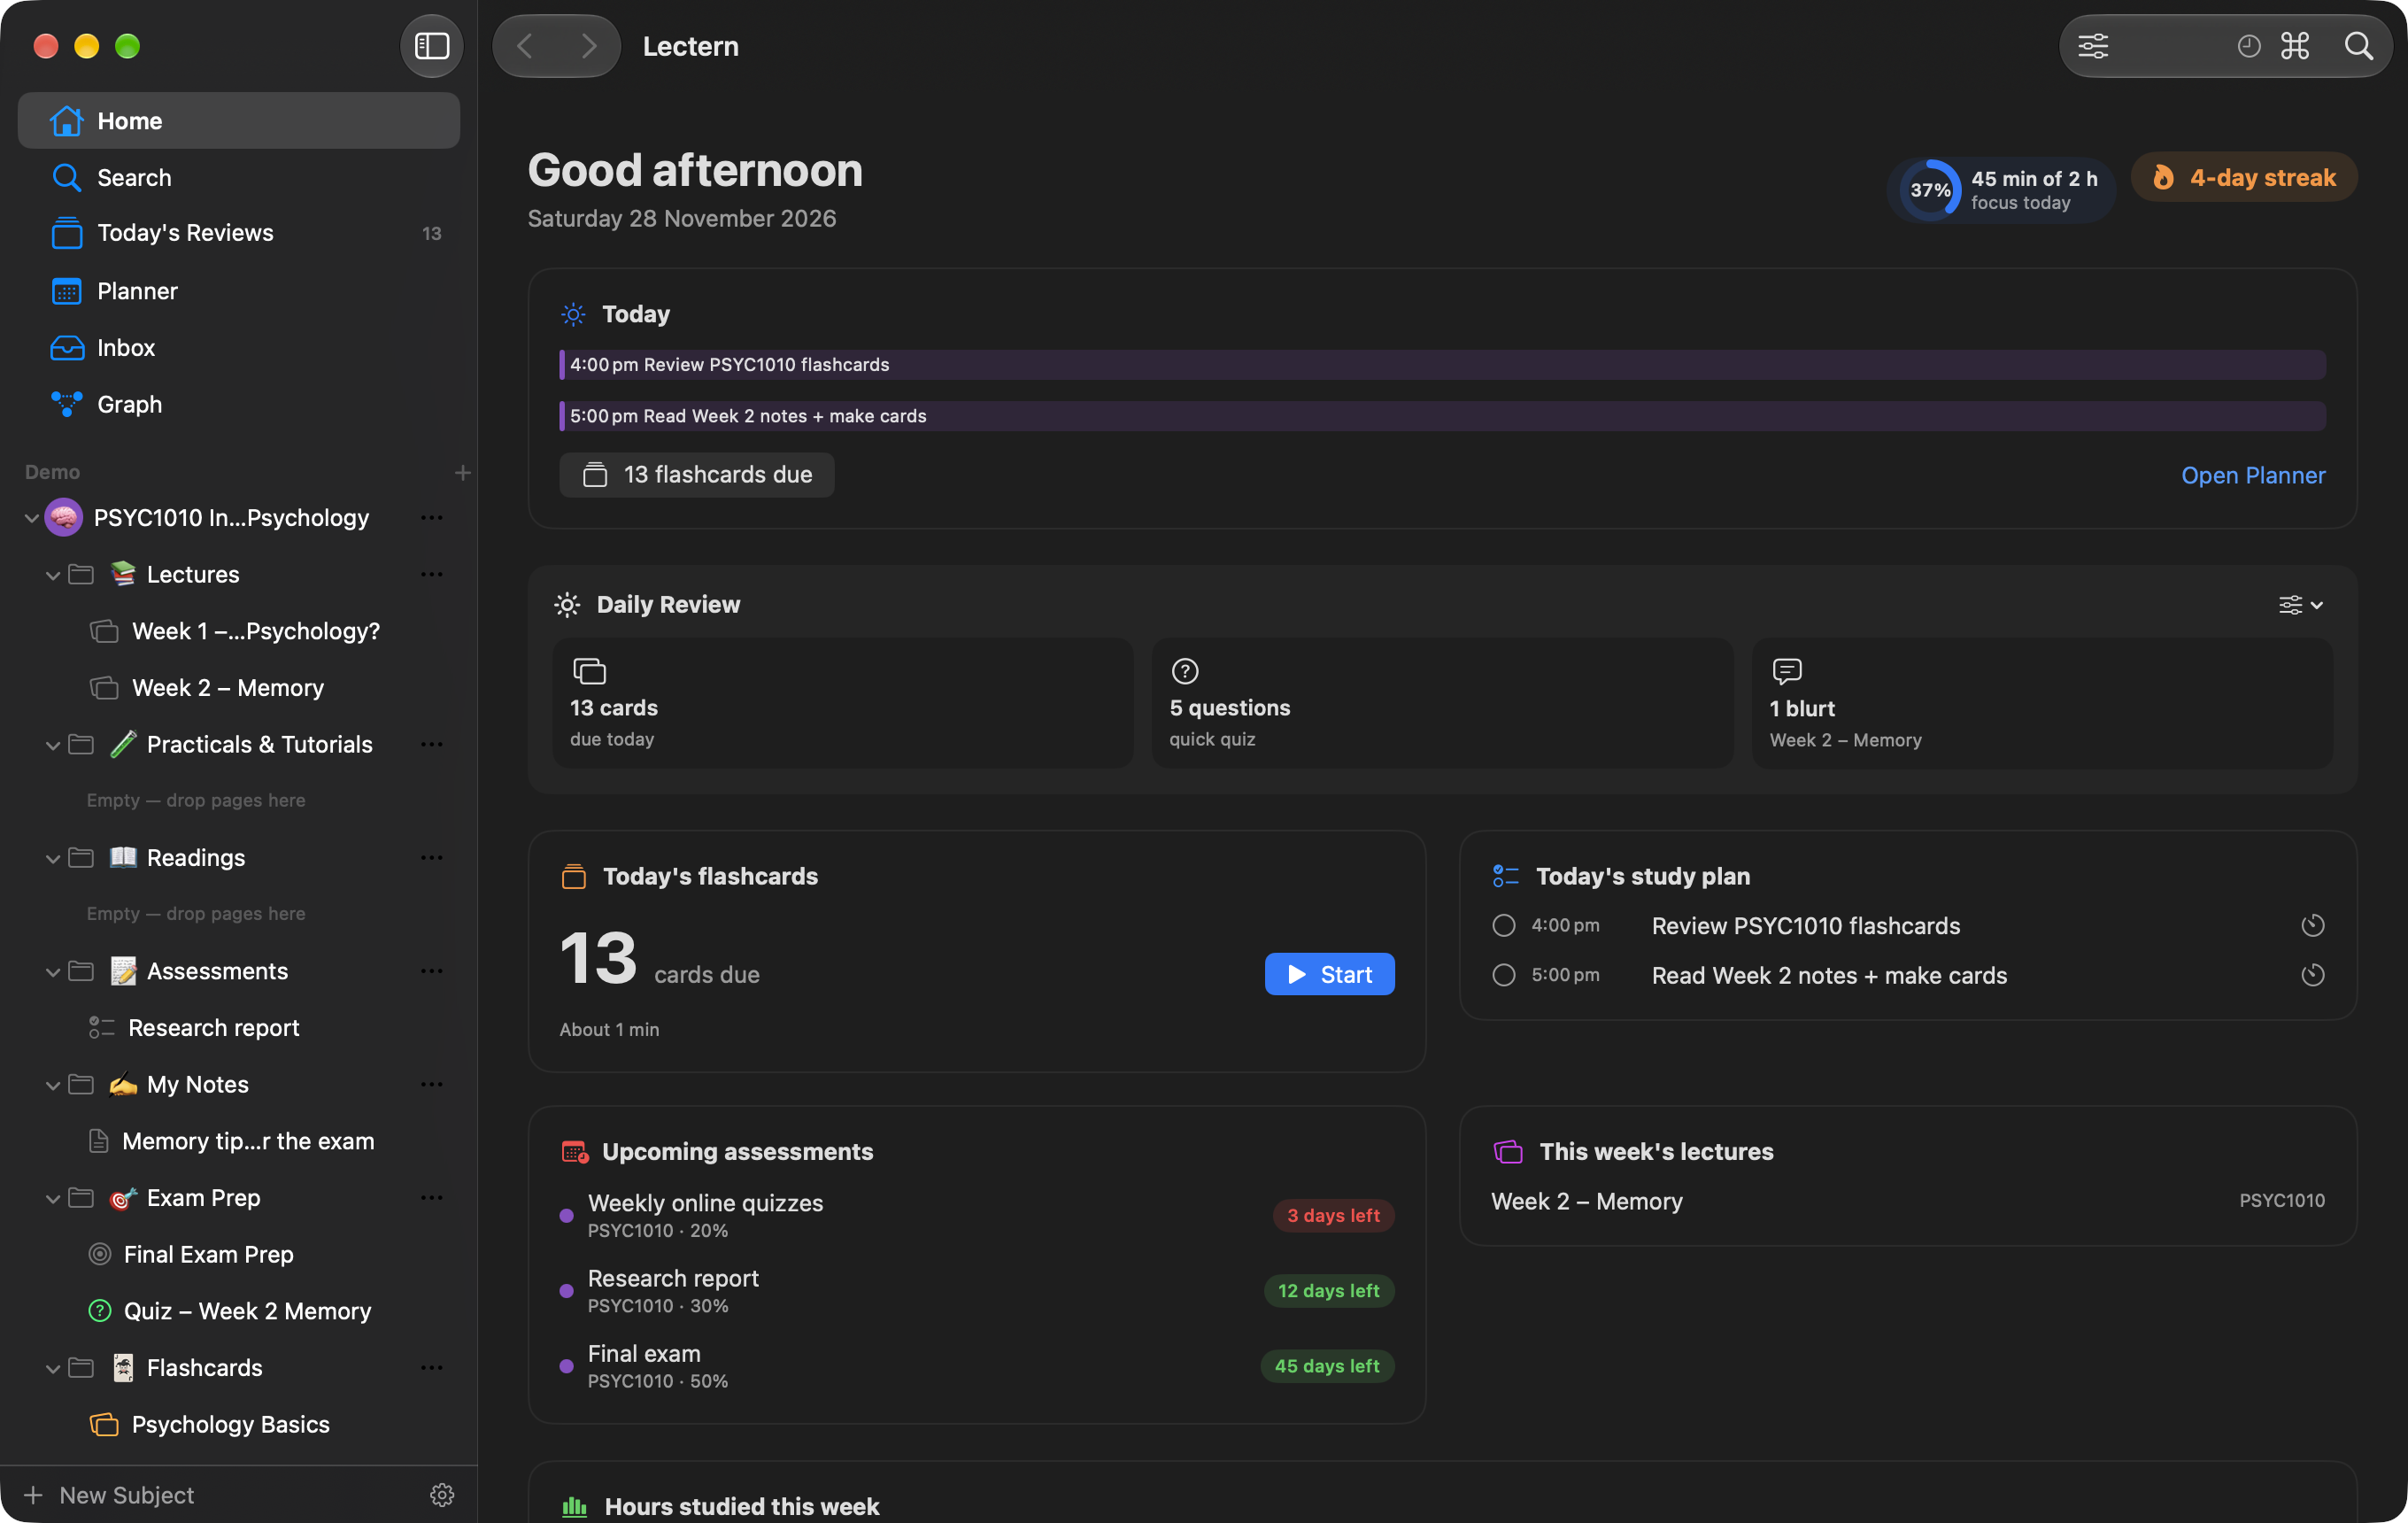 Lectern
Home
Search
Today's Reviews 13
Planner
Inbox
Graph
Demo
PSYC1010 In...Psychology
Lectures
Week 1 –...Psychology?
Week 2 – Memory
Practicals & Tutorials
Empty — drop pages here
Readings
Empty — drop pages here
Assessments
Research report
My Notes
Memory tip...r the exam
Exam Prep
Final Exam Prep
Quiz – Week 2 Memory
Flashcards
Psychology Basics
New Subject
Good afternoon
Saturday 28 November 2026
37%
45 min of 2 h
focus today
4-day streak
Today
4:00 pm Review PSYC1010 flashcards
5:00 pm Read Week 2 notes + make cards
13 flashcards due
Open Planner
Daily Review
13 cards
due today
5 questions
quick quiz
1 blurt
Week 2 – Memory
Today's flashcards
13 cards due
Start
About 1 min
Today's study plan
4:00 pm Review PSYC1010 flashcards
5:00 pm Read Week 2 notes + make cards
Upcoming assessments
Weekly online quizzes
PSYC1010 · 20%
3 days left
Research report
PSYC1010 · 30%
12 days left
Final exam
PSYC1010 · 50%
45 days left
This week's lectures
Week 2 – Memory PSYC1010
Hours studied this week